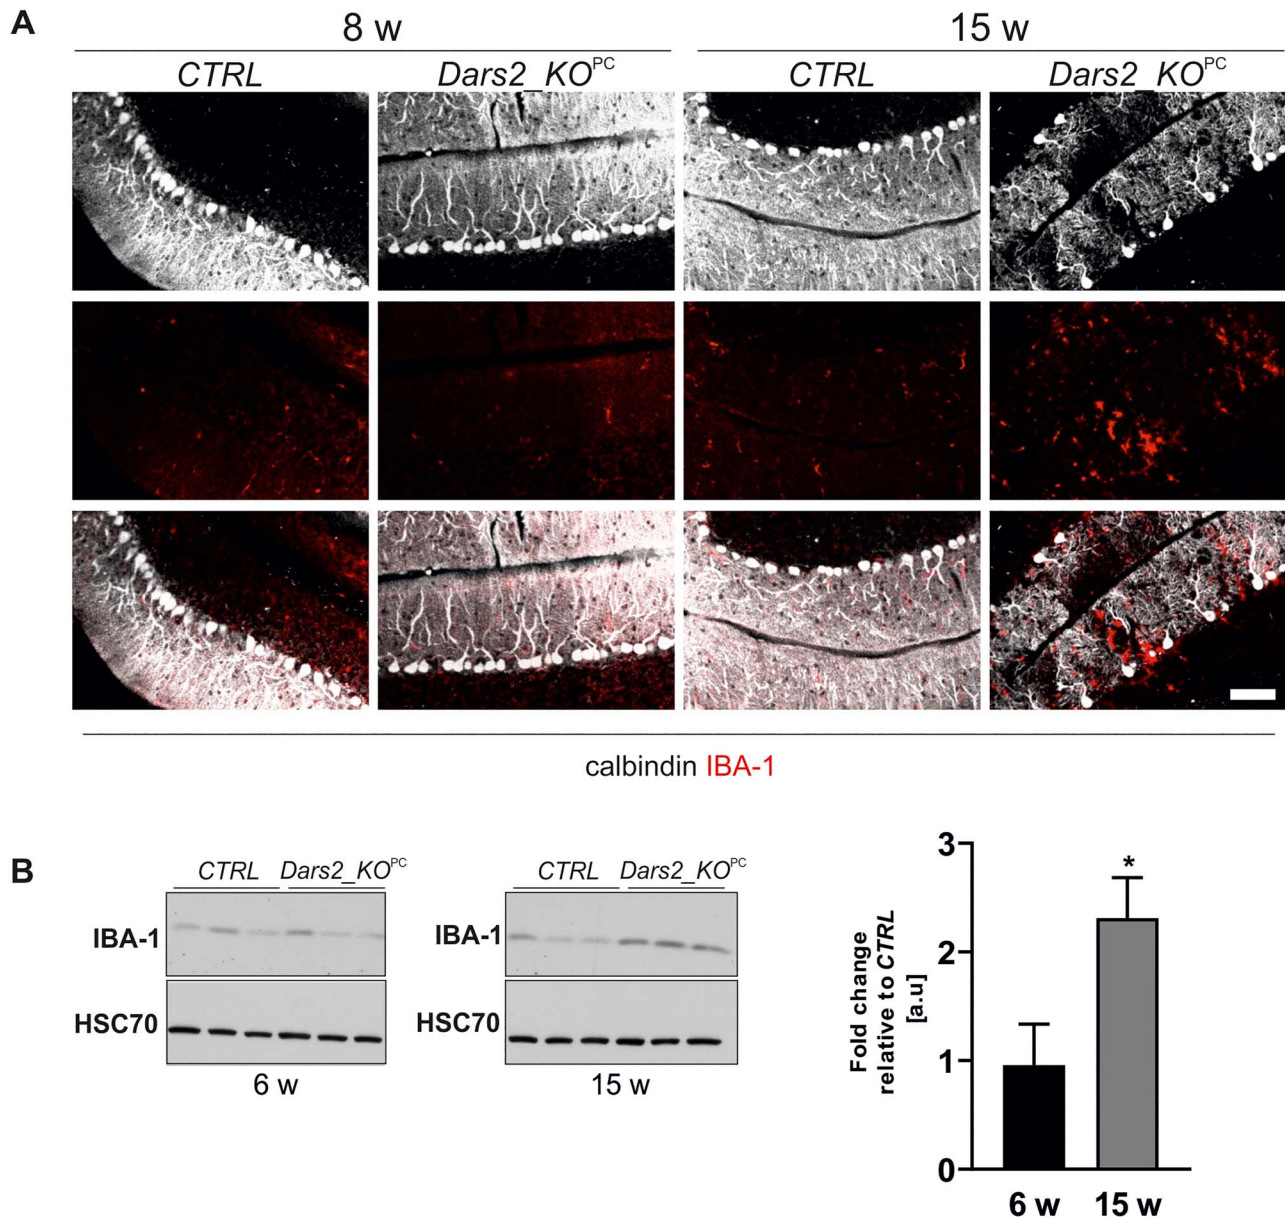 A
8 w 15 w
CTRL Dars2_KOPC CTRL Dars2_KOPC
calbindin IBA-1
B
CTRL Dars2_KOPC
IBA-1
HSC70
6 w
CTRL Dars2_KOPC
IBA-1
HSC70
15 w
Fold change
relative to CTRL
[a.u]
3
*
2
1
0
6 w 15 w